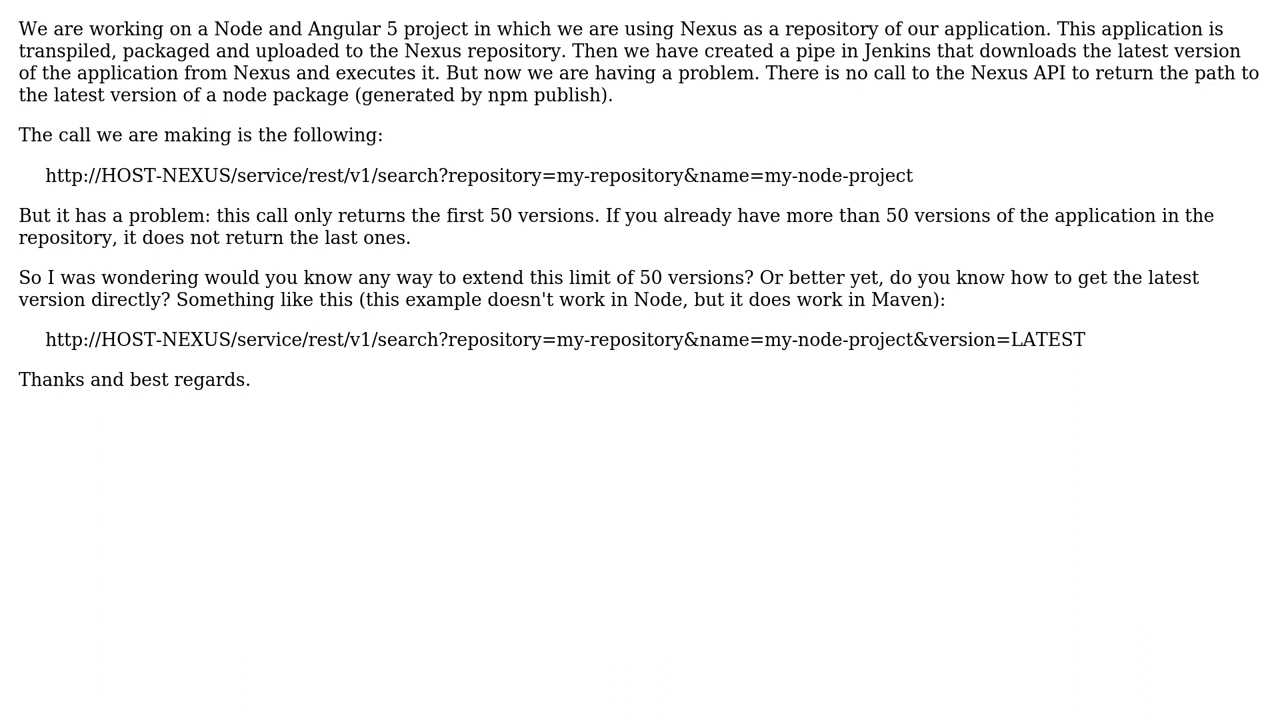 We are working on a Node and Angular 5 project in which we are using Nexus as a repository of our application. This application is
transpiled, packaged and uploaded to the Nexus repository. Then we have created a pipe in Jenkins that downloads the latest version
of the application from Nexus and executes it. But now we are having a problem. There is no call to the Nexus API to return the path to
the latest version of a node package (generated by npm publish).
The call we are making is the following:
http://HOST-NEXUS/service/rest/v1/search?repository=my-repository&name=my-node-project
But it has a problem: this call only returns the first 50 versions. If you already have more than 50 versions of the application in the
repository, it does not return the last ones.
So I was wondering would you know any way to extend this limit of 50 versions? Or better yet, do you know how to get the latest
version directly? Something like this (this example doesn't work in Node, but it does work in Maven):
http://HOST-NEXUS/service/rest/v1/search?repository=my-repository&name=my-node-project&version=LATEST
Thanks and best regards.